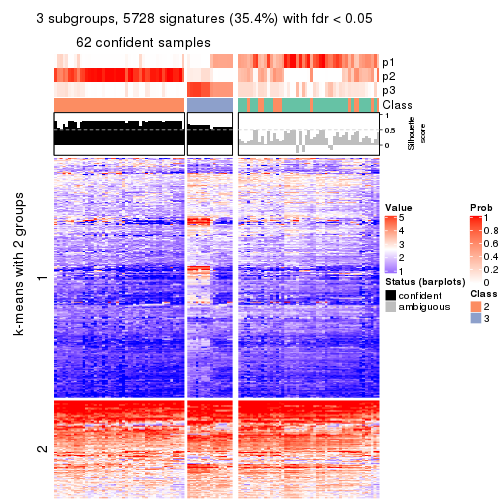 3 subgroups, 5728 signatures (35.4%) with fdr < 0.05
62 confident samples
p1
p2
p3
Class
1
0.5
0
Silhouette
score
k-means with 2 groups
1
2
Value
5
4
3
2
1
Status (barplots)
confident
ambiguous
Prob
1
0.8
0.6
0.4
0.2
0
Class
2
3